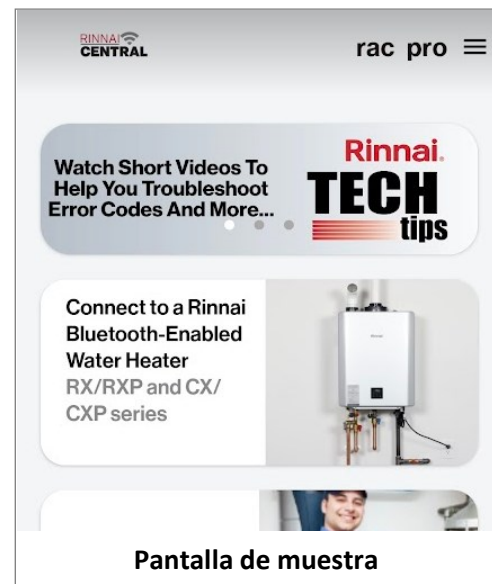 RINNAI
CENTRAL
rac pro
Watch Short Videos To
Help You Troubleshoot
Error Codes And More...
Rinnai
TECH
tips
Connect to a Rinnai
Bluetooth-Enabled
Water Heater
RX/RXP and CX/
CXP series
Pantalla de muestra